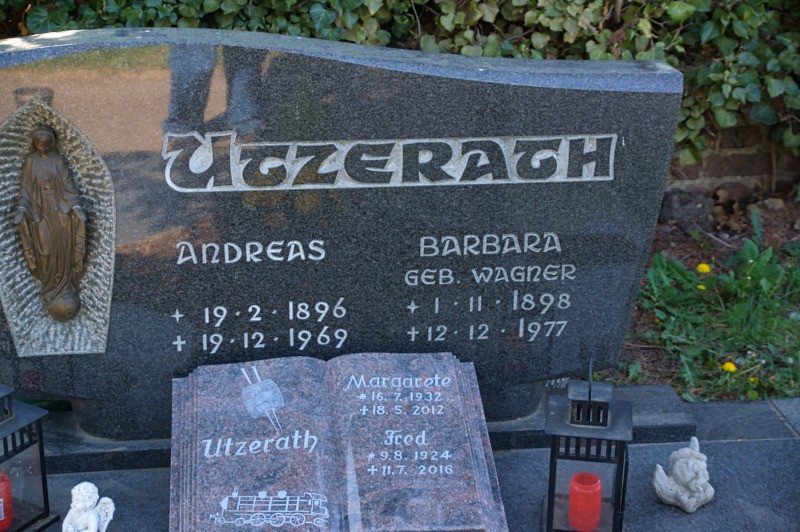 UTZERATH
ANDREAS
+ 19 · 2 · 1896
+ 19 · 12 · 1969
BARBARA
GEB. WAGNER
+ 1 · 11 · 1898
+ 12 · 12 · 1977
Utzerath
Margarete
* 16. 7. 1932
+ 18. 5. 2012
Fred
* 9. 8. 1924
+ 11. 7. 2016